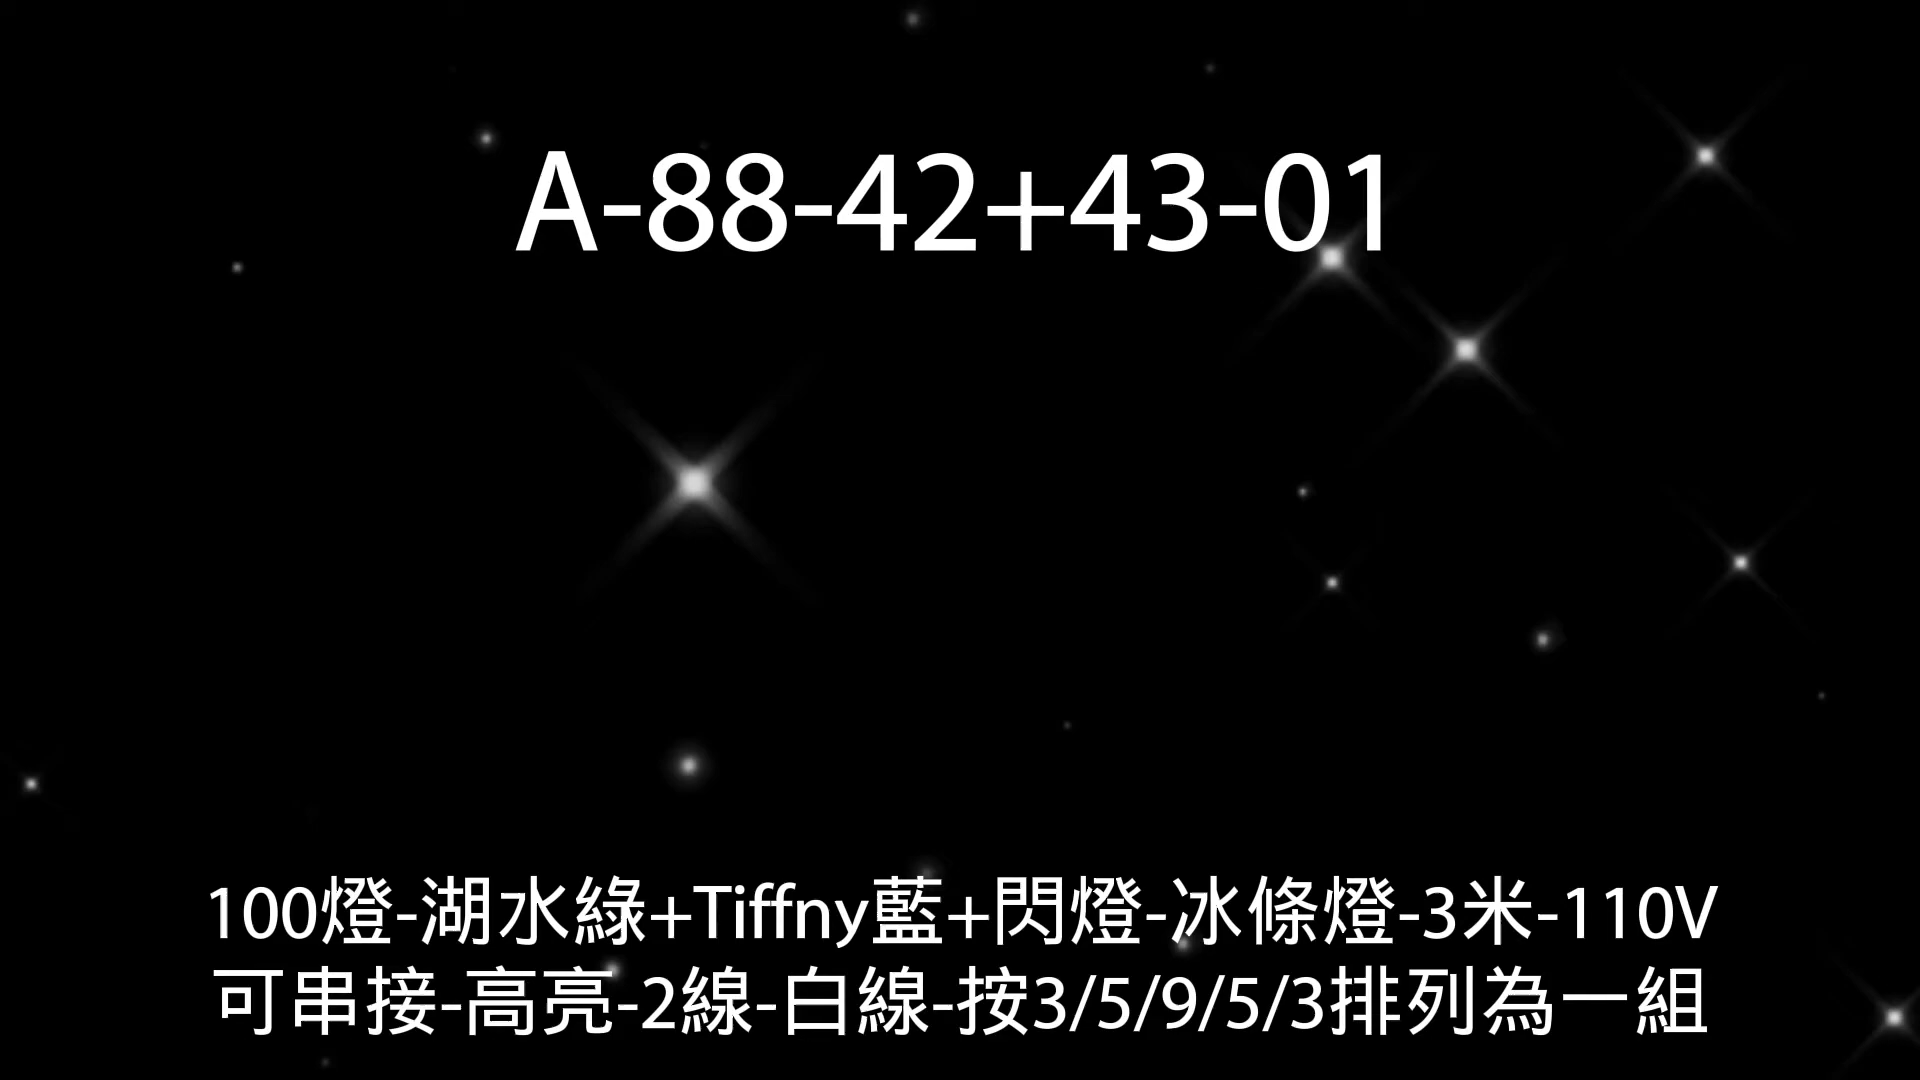 A-88-42+43-01
100燈-湖水綠+Tiffny藍+閃燈-冰條燈-3米-110V
可串接-高亮-2線-白線-按3/5/9/5/3排列為一組